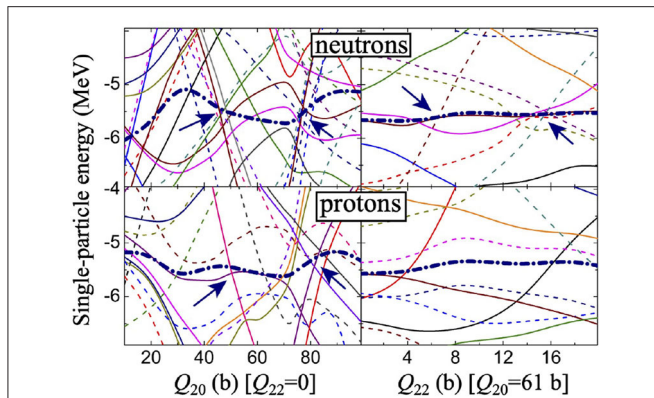 neutrons
-5
-6
-4
protons
-5
-6
Single-particle energy (MeV)
20 40 60 80 4 8 12 16
Q20 (b) [Q22=0] Q22 (b) [Q20=61 b]